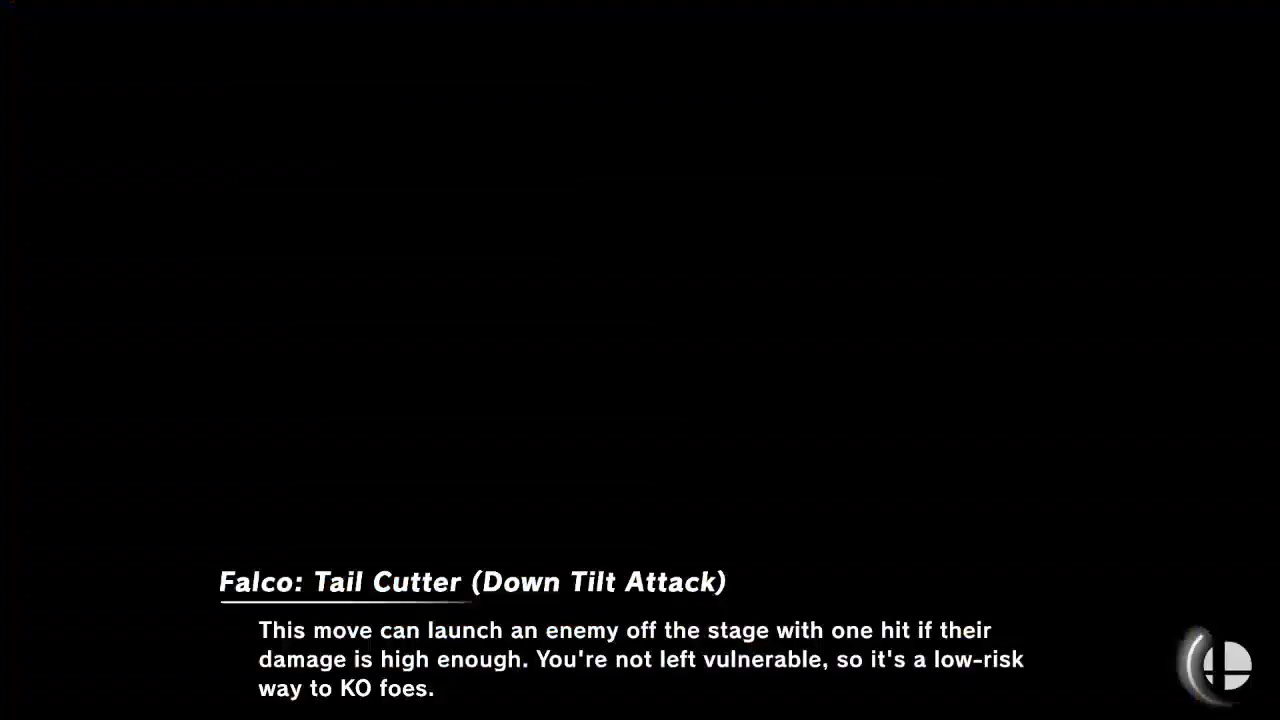 Falco: Tail Cutter (Down Tilt Attack)
This move can launch an enemy off the stage with one hit if their
damage is high enough. You're not left vulnerable, so it's a low-risk
way to KO foes.